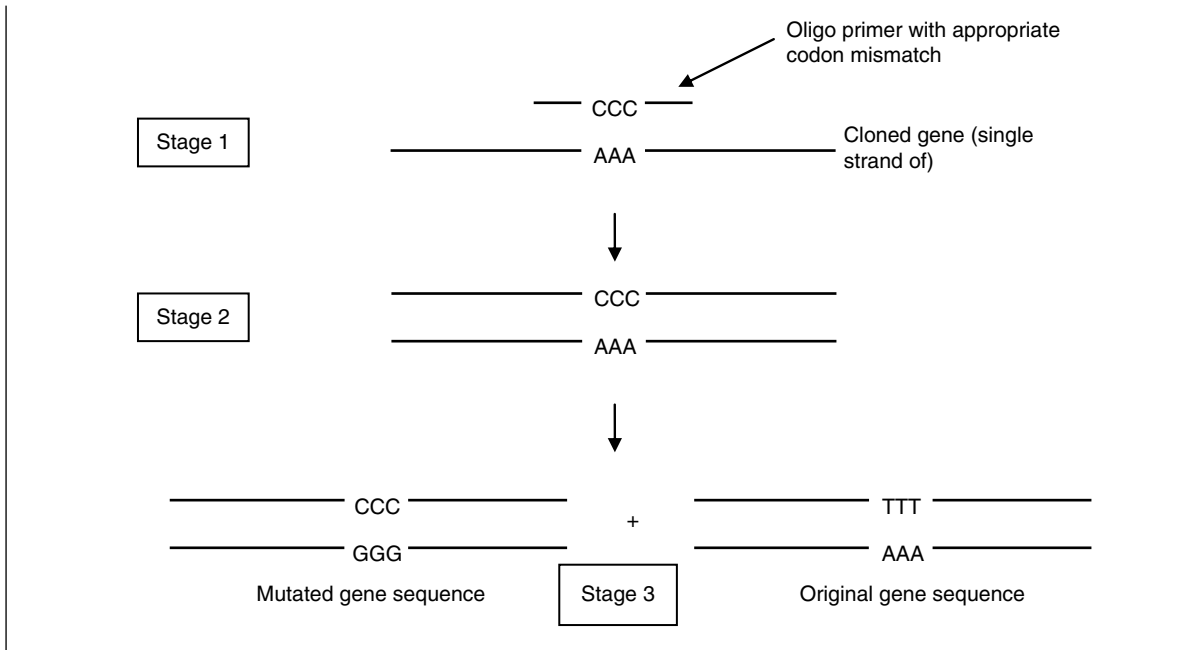 Oligo primer with appropriate
codon mismatch
CCC
Stage 1
AAA
Cloned gene (single
strand of)
CCC
Stage 2
AAA
CCC
TTT
+
GGG
AAA
Mutated gene sequence
Stage 3
Original gene sequence